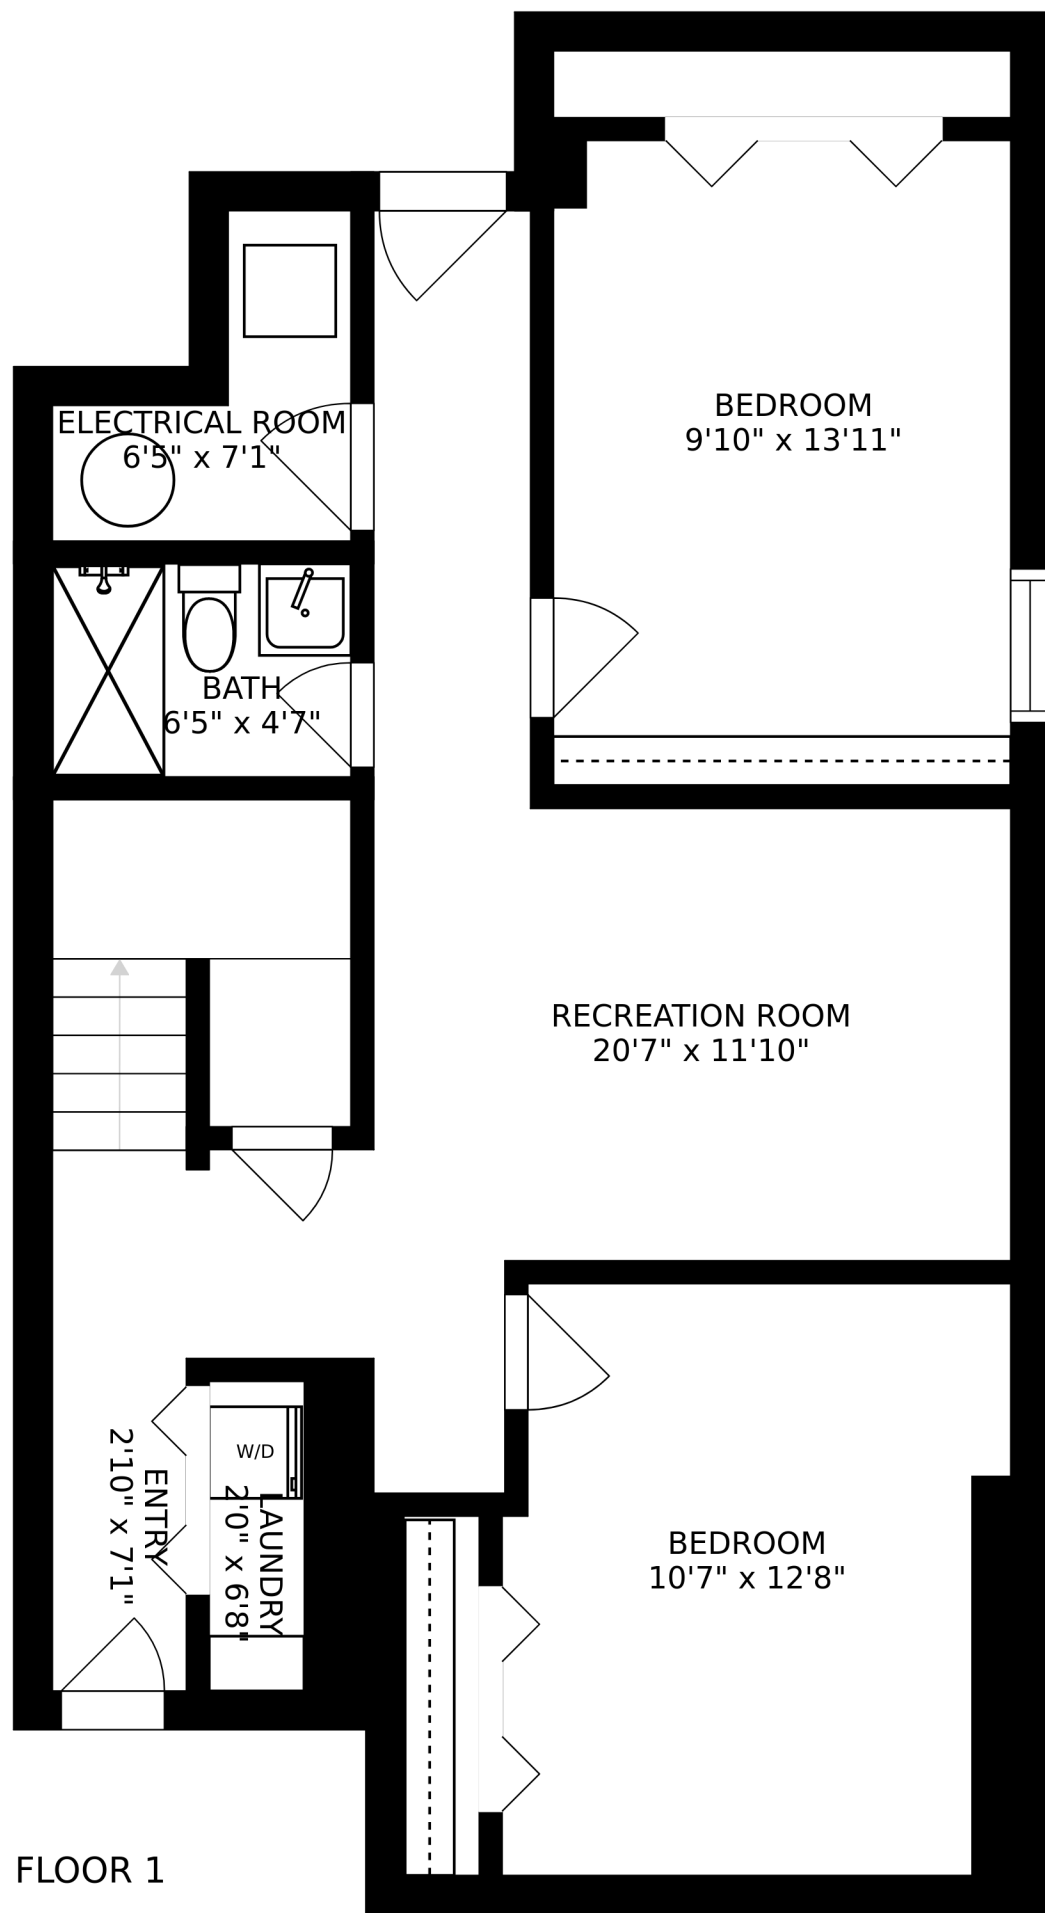 BEDROOM
9'10" x 13'11"
ELECTRICAL ROOM
6'5" x 7'1"
BATH
6'5" x 4'7"
RECREATION ROOM
20'7" x 11'10"
W/D
ENTRY
2'10" x 7'1"
LAUNDRY
2'0" x 6'8"
BEDROOM
10'7" x 12'8"
FLOOR 1